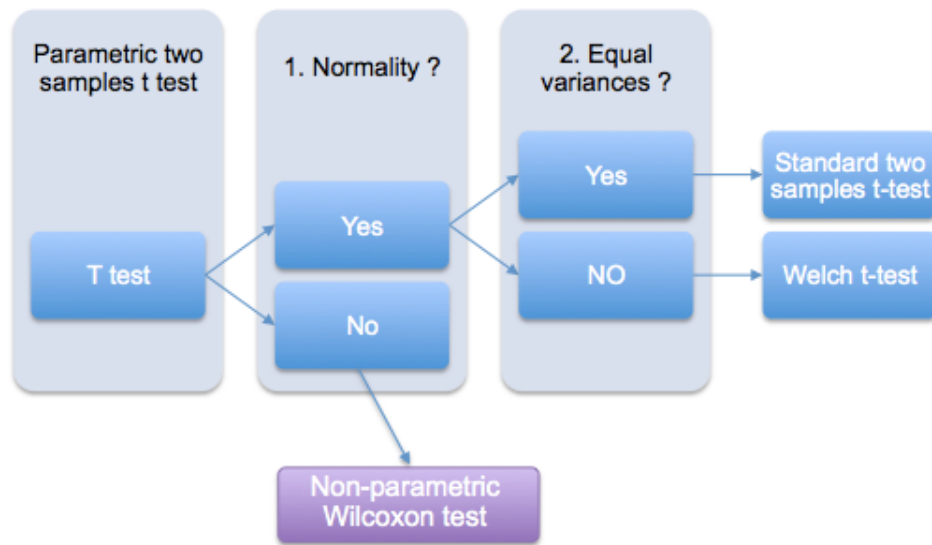 Parametric two
samples t test
1. Normality ?
2. Equal
variances ?
T test
Yes
No
Yes
NO
Standard two
samples t-test
Welch t-test
Non-parametric
Wilcoxon test